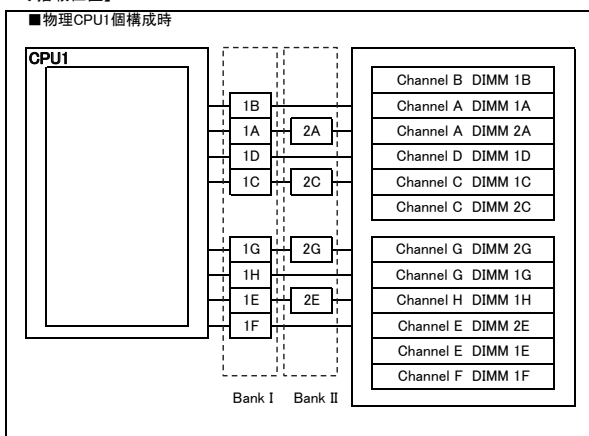 ■物理CPU1個構成時
CPU1
1B
1A 2A
1D
1C 2C
1G 2G
1H
1E 2E
1F
Bank I Bank II
Channel B DIMM 1B
Channel A DIMM 1A
Channel A DIMM 2A
Channel D DIMM 1D
Channel C DIMM 1C
Channel C DIMM 2C
Channel G DIMM 2G
Channel G DIMM 1G
Channel H DIMM 1H
Channel E DIMM 2E
Channel E DIMM 1E
Channel F DIMM 1F